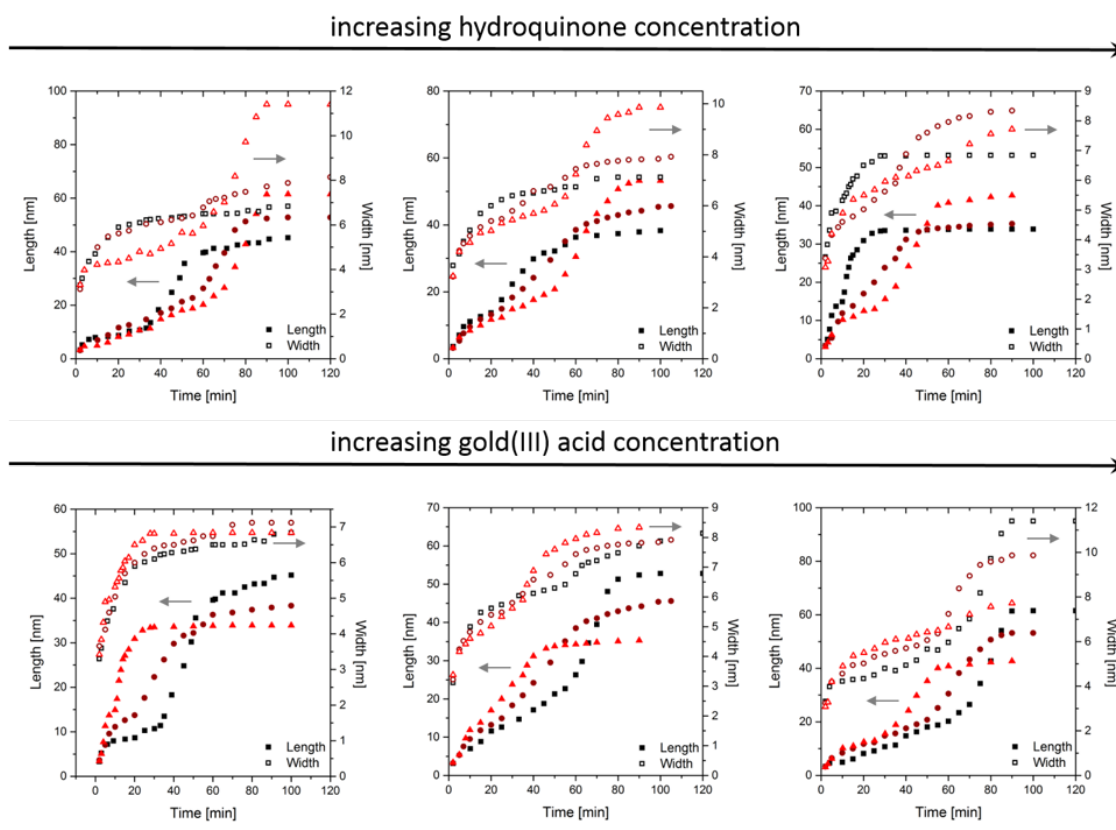 increasing hydroquinone concentration
100
80
60
40
20
0
Length [nm]
12
10
8
6
4
2
0
Width [nm]
Length
Width
0 20 40 60 80 100 120
Time [min]
100
80
60
40
20
0
Length [nm]
10
8
6
4
2
0
Width [nm]
Length
Width
0 20 40 60 80 100 120
Time [min]
70
60
50
40
30
20
10
0
Length [nm]
9
8
7
6
5
4
3
2
1
0
Width [nm]
Length
Width
0 20 40 60 80 100 120
Time [min]
increasing gold(III) acid concentration
60
50
40
30
20
10
0
Length [nm]
7
6
5
4
3
2
1
0
Width [nm]
Length
Width
0 20 40 60 80 100 120
Time [min]
70
60
50
40
30
20
10
0
Length [nm]
9
8
7
6
5
4
3
2
1
0
Width [nm]
Length
Width
0 20 40 60 80 100 120
Time [min]
100
80
60
40
20
0
Length [nm]
12
10
8
6
4
2
0
Width [nm]
Length
Width
0 20 40 60 80 100 120
Time [min]